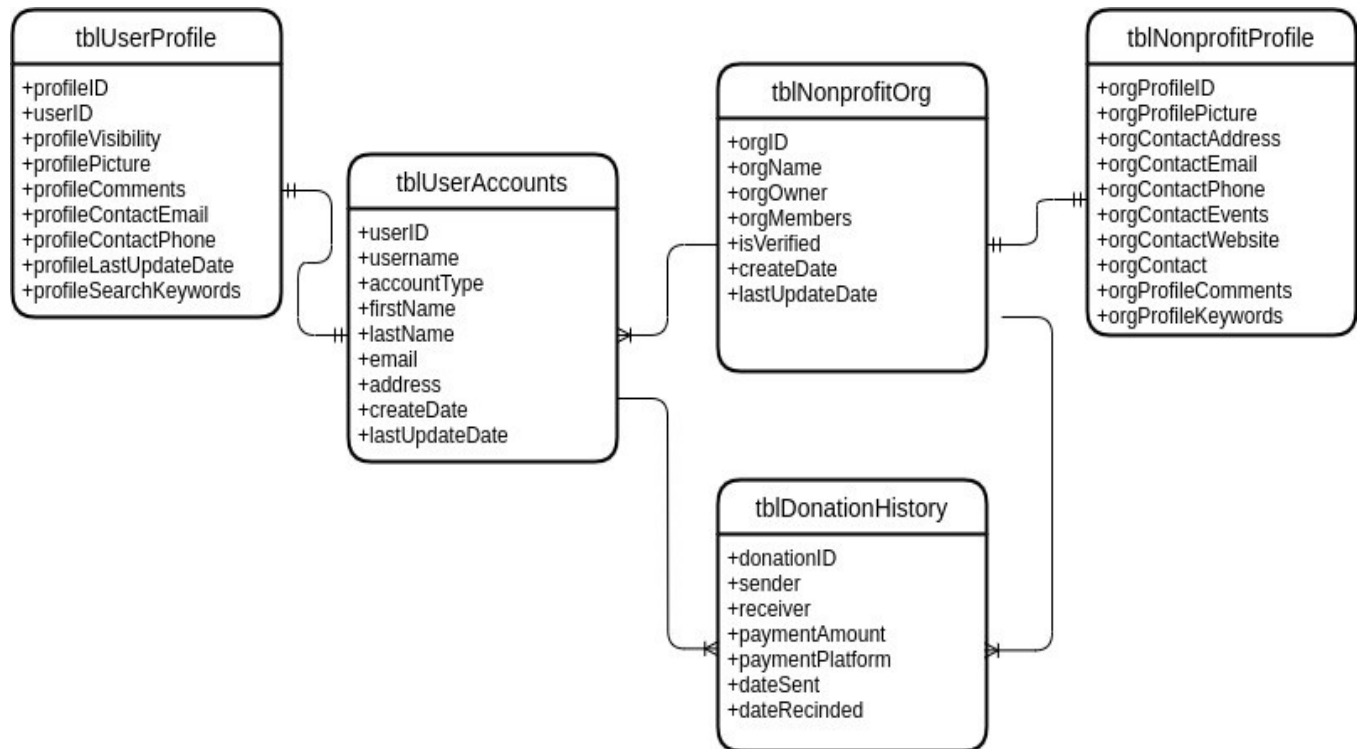 tblUserProfile
+profileID
+userID
+profileVisibility
+profilePicture
+profileComments
+profileContactEmail
+profileContactPhone
+profileLastUpdateDate
+profileSearchKeywords
tblUserAccounts
+userID
+username
+accountType
+firstName
+lastName
+email
+address
+createDate
+lastUpdateDate
tblNonprofitOrg
+orgID
+orgName
+orgOwner
+orgMembers
+isVerified
+createDate
+lastUpdateDate
tblNonprofitProfile
+orgProfileID
+orgProfilePicture
+orgContactAddress
+orgContactEmail
+orgContactPhone
+orgContactEvents
+orgContactWebsite
+orgContact
+orgProfileComments
+orgProfileKeywords
tblDonationHistory
+donationID
+sender
+receiver
+paymentAmount
+paymentPlatform
+dateSent
+dateRecinded